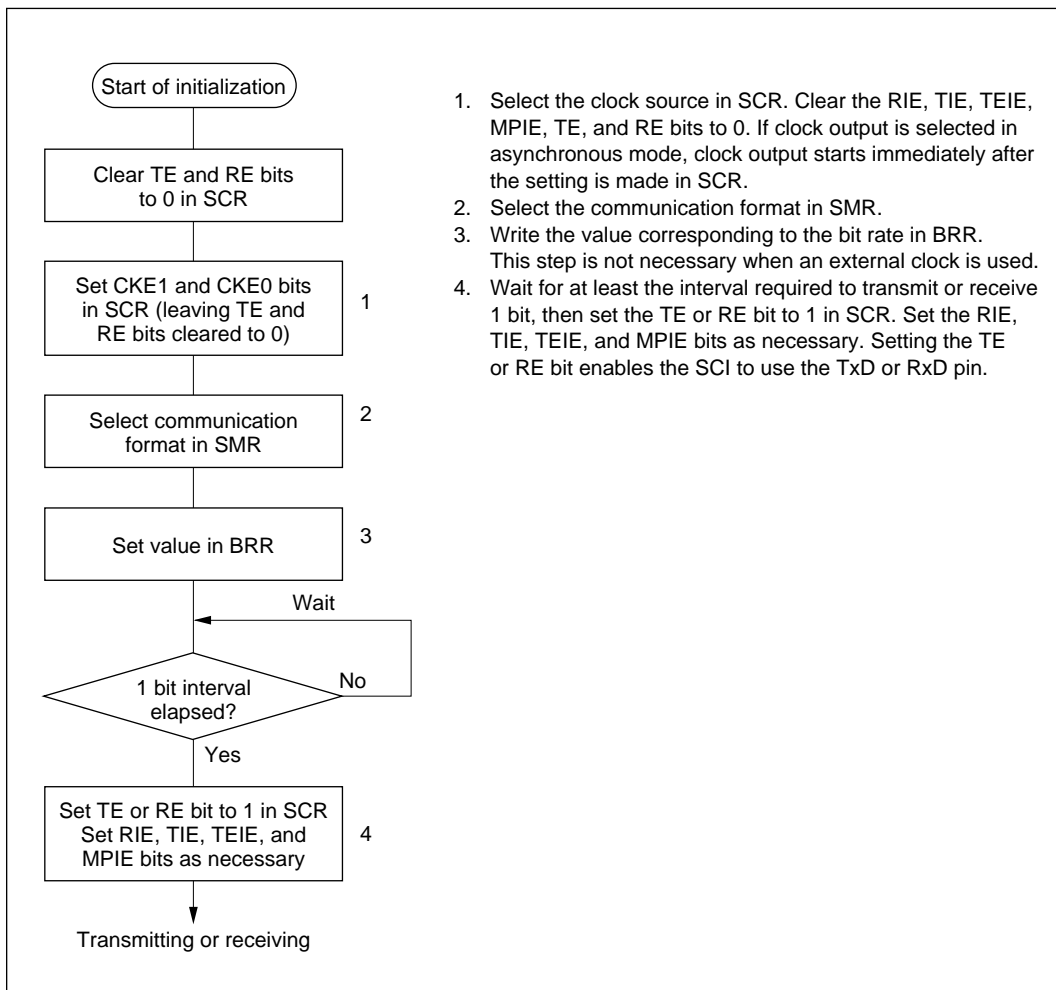 Start of initialization
Clear TE and RE bits
to 0 in SCR
Set CKE1 and CKE0 bits
in SCR (leaving TE and
RE bits cleared to 0)
1
Select communication
format in SMR
2
Set value in BRR
3
Wait
1 bit interval
elapsed?
No
Yes
Set TE or RE bit to 1 in SCR
Set RIE, TIE, TEIE, and
MPIE bits as necessary
4
Transmitting or receiving
1. Select the clock source in SCR. Clear the RIE, TIE, TEIE,
MPIE, TE, and RE bits to 0. If clock output is selected in
asynchronous mode, clock output starts immediately after
the setting is made in SCR.
2. Select the communication format in SMR.
3. Write the value corresponding to the bit rate in BRR.
This step is not necessary when an external clock is used.
4. Wait for at least the interval required to transmit or receive
1 bit, then set the TE or RE bit to 1 in SCR. Set the RIE,
TIE, TEIE, and MPIE bits as necessary. Setting the TE
or RE bit enables the SCI to use the TxD or RxD pin.